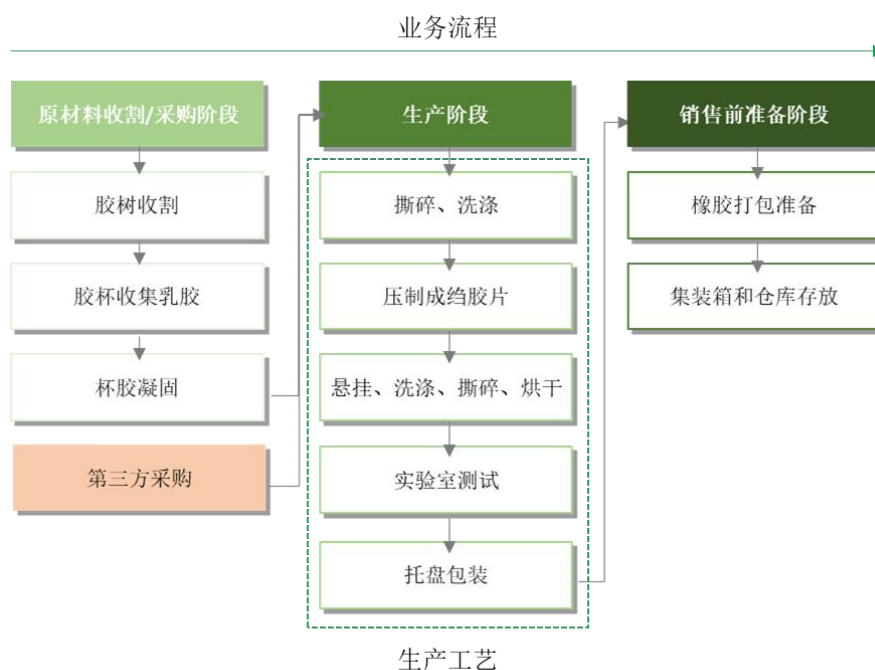 业务流程
原材料收割/采购阶段
胶树收割
胶杯收集乳胶
杯胶凝固
第三方采购
生产阶段
撕碎、洗涤
压制成绉胶片
悬挂、洗涤、撕碎、烘干
实验室测试
托盘包装
销售前准备阶段
橡胶打包准备
集装箱和仓库存放
生产工艺